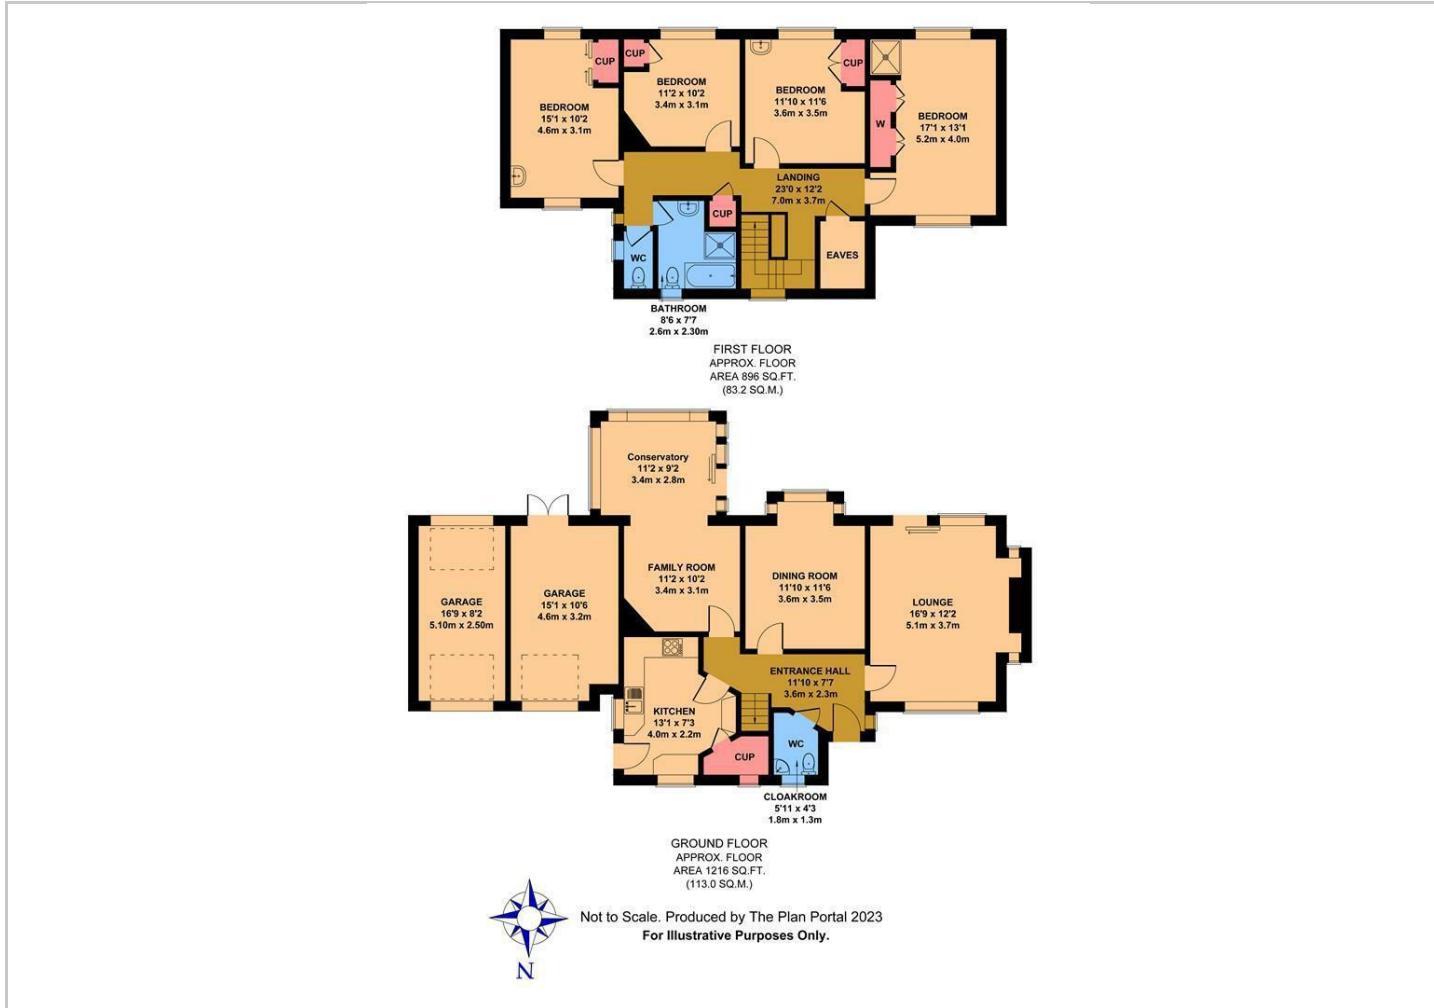 CUP
CUP
CUP
BEDROOM
11'2 x 10'2
3.4m x 3.1m
BEDROOM
11'10 x 11'6
3.6m x 3.5m
BEDROOM
15'1 x 10'2
4.6m x 3.1m
W
BEDROOM
17'1 x 13'1
5.2m x 4.0m
LANDING
23'0 x 12'2
7.0m x 3.7m
CUP
WC
EAVES
BATHROOM
8'6 x 7'7
2.6m x 2.30m
FIRST FLOOR
APPROX. FLOOR
AREA 896 SQ.FT.
(83.2 SQ.M.)
Conservatory
11'2 x 9'2
3.4m x 2.8m
FAMILY ROOM
11'2 x 10'2
3.4m x 3.1m
DINING ROOM
11'10 x 11'6
3.6m x 3.5m
GARAGE
16'9 x 8'2
5.10m x 2.50m
GARAGE
15'1 x 10'6
4.6m x 3.2m
LOUNGE
16'9 x 12'2
5.1m x 3.7m
ENTRANCE HALL
11'10 x 7'7
3.6m x 2.3m
KITCHEN
13'1 x 7'3
4.0m x 2.2m
WC
CUP
CLOAKROOM
5'11 x 4'3
1.8m x 1.3m
GROUND FLOOR
APPROX. FLOOR
AREA 1216 SQ.FT.
(113.0 SQ.M.)
Not to Scale. Produced by The Plan Portal 2023
For Illustrative Purposes Only.
N